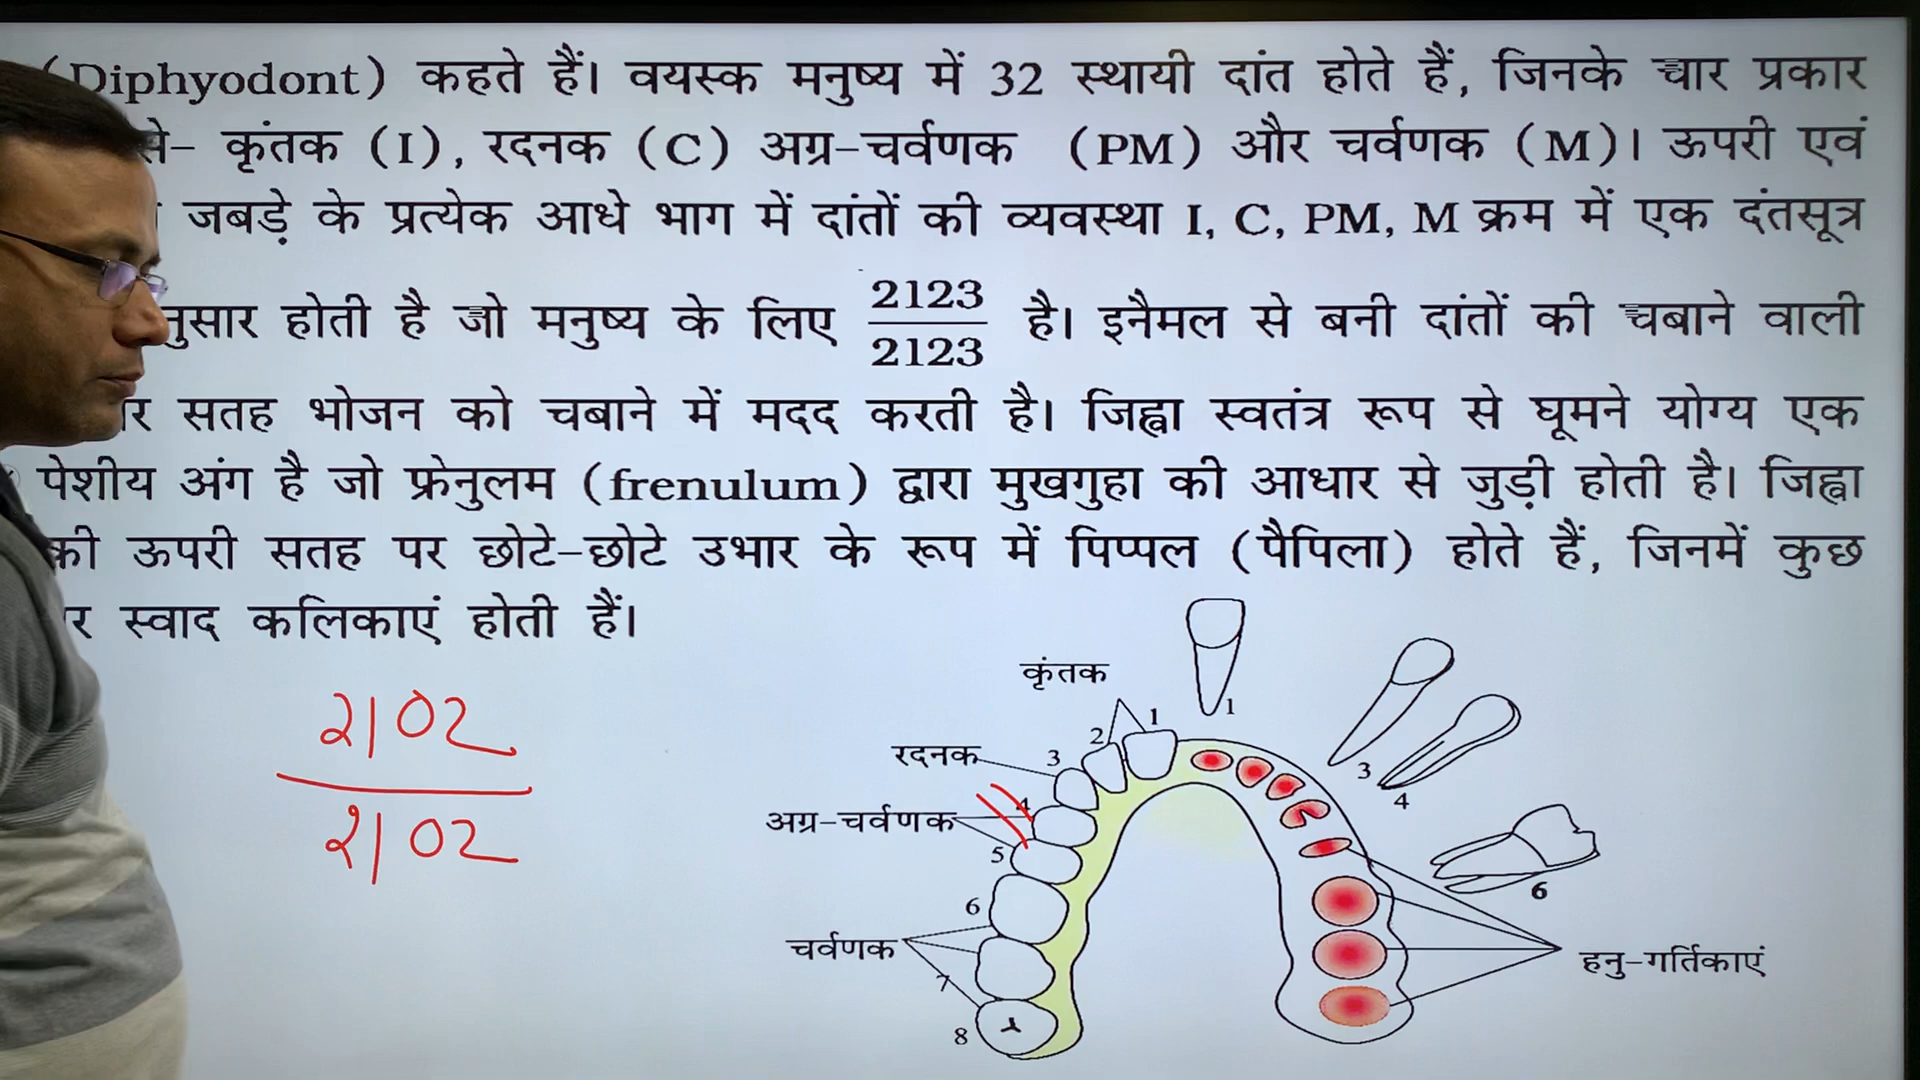 (Diphyodont) कहते हैं। वयस्क मनुष्य में 32 स्थायी दांत होते हैं, जिनके चार प्रकार
से- कृंतक (I), रदनक (C) अग्र-चर्वणक (PM) और चर्वणक (M)। ऊपरी एवं
जबड़े के प्रत्येक आधे भाग में दांतों की व्यवस्था I, C, PM, M क्रम में एक दंतसूत्र
नुसार होती है जो मनुष्य के लिए 2123/2123 है। इनैमल से बनी दांतों की चबाने वाली
र सतह भोजन को चबाने में मदद करती है। जिह्वा स्वतंत्र रूप से घूमने योग्य एक
पेशीय अंग है जो फ्रेनुलम (frenulum) द्वारा मुखगुहा की आधार से जुड़ी होती है। जिह्वा
की ऊपरी सतह पर छोटे-छोटे उभार के रूप में पिप्पल (पैपिला) होते हैं, जिनमें कुछ
र स्वाद कलिकाएं होती हैं।
2102
2102
कृंतक
रदनक
अग्र-चर्वणक
चर्वणक
1
2
3
4
5
6
7
8
1
3
4
6
हनु-गर्तिकाएं